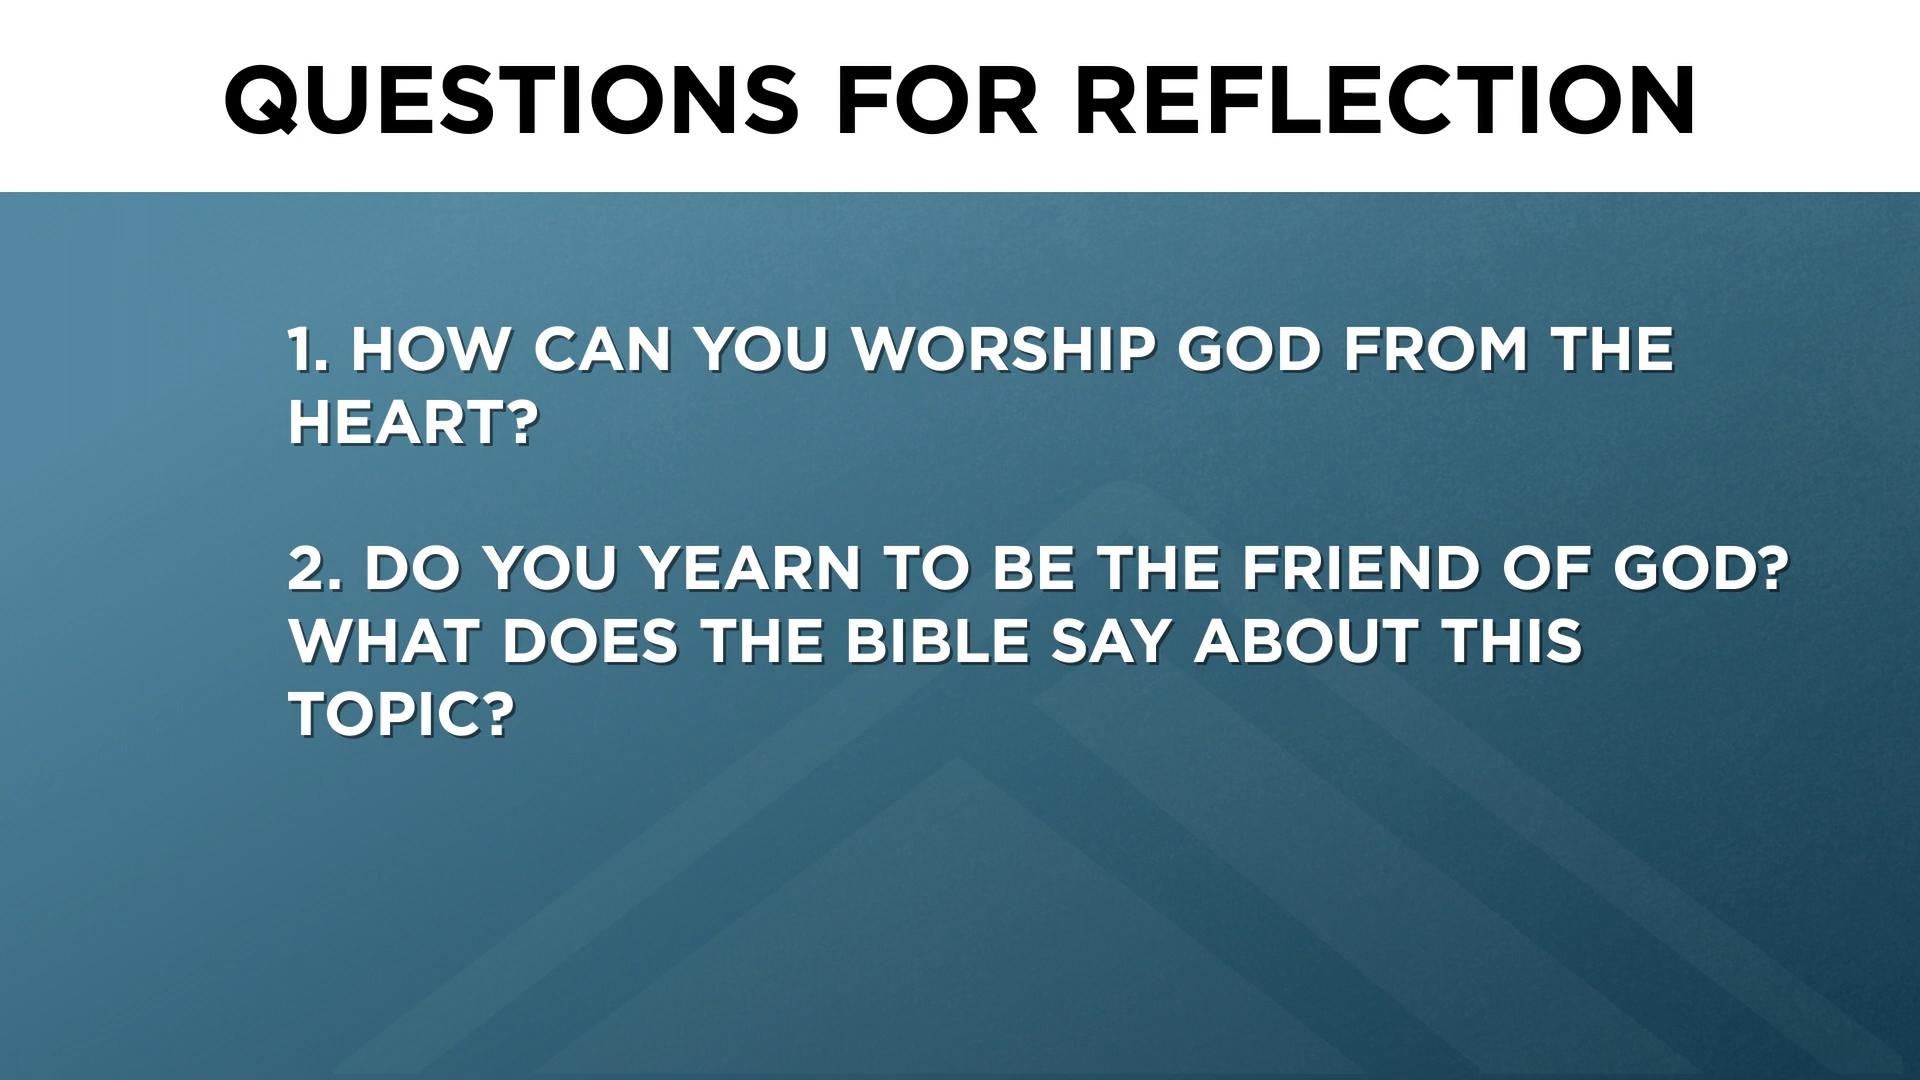 QUESTIONS FOR REFLECTION
1. HOW CAN YOU WORSHIP GOD FROM THE
HEART?
2. DO YOU YEARN TO BE THE FRIEND OF GOD?
WHAT DOES THE BIBLE SAY ABOUT THIS
TOPIC?